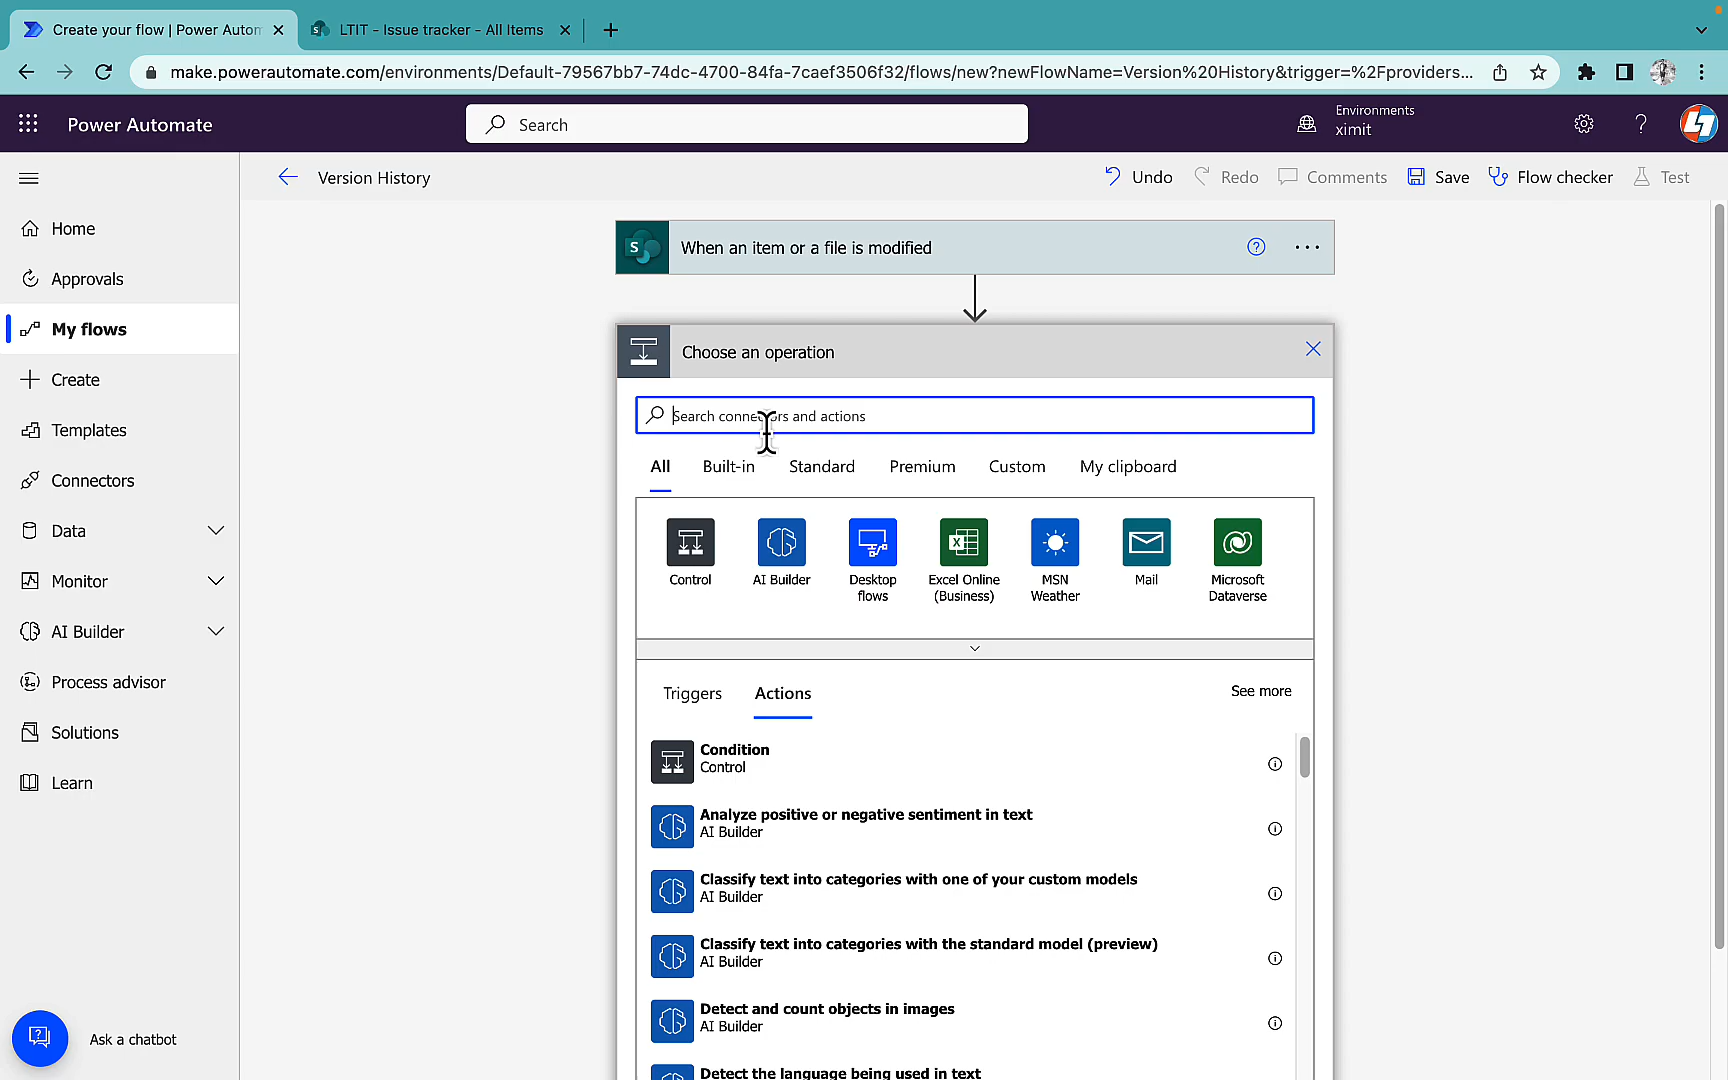 Create your flow | Power Autom
LTIT - Issue tracker - All Items
make.powerautomate.com/environments/Default-79567bb7-74dc-4700-84fa-7caef3506f32/flows/new?newFlowName=Version%20History&trigger=%2Fproviders...
Power Automate
Search
Environments
ximit
Version History
Undo
Redo
Comments
Save
Flow checker
Test
Home
Approvals
My flows
Create
Templates
Connectors
Data
Monitor
AI Builder
Process advisor
Solutions
Learn
Ask a chatbot
S
When an item or a file is modified
Choose an operation
Search connectors and actions
All
Built-in
Standard
Premium
Custom
My clipboard
Control
AI Builder
Desktop
flows
Excel Online
(Business)
MSN
Weather
Mail
Microsoft
Dataverse
Triggers
Actions
See more
Condition
Control
Analyze positive or negative sentiment in text
AI Builder
Classify text into categories with one of your custom models
AI Builder
Classify text into categories with the standard model (preview)
AI Builder
Detect and count objects in images
AI Builder
Detect the language being used in text